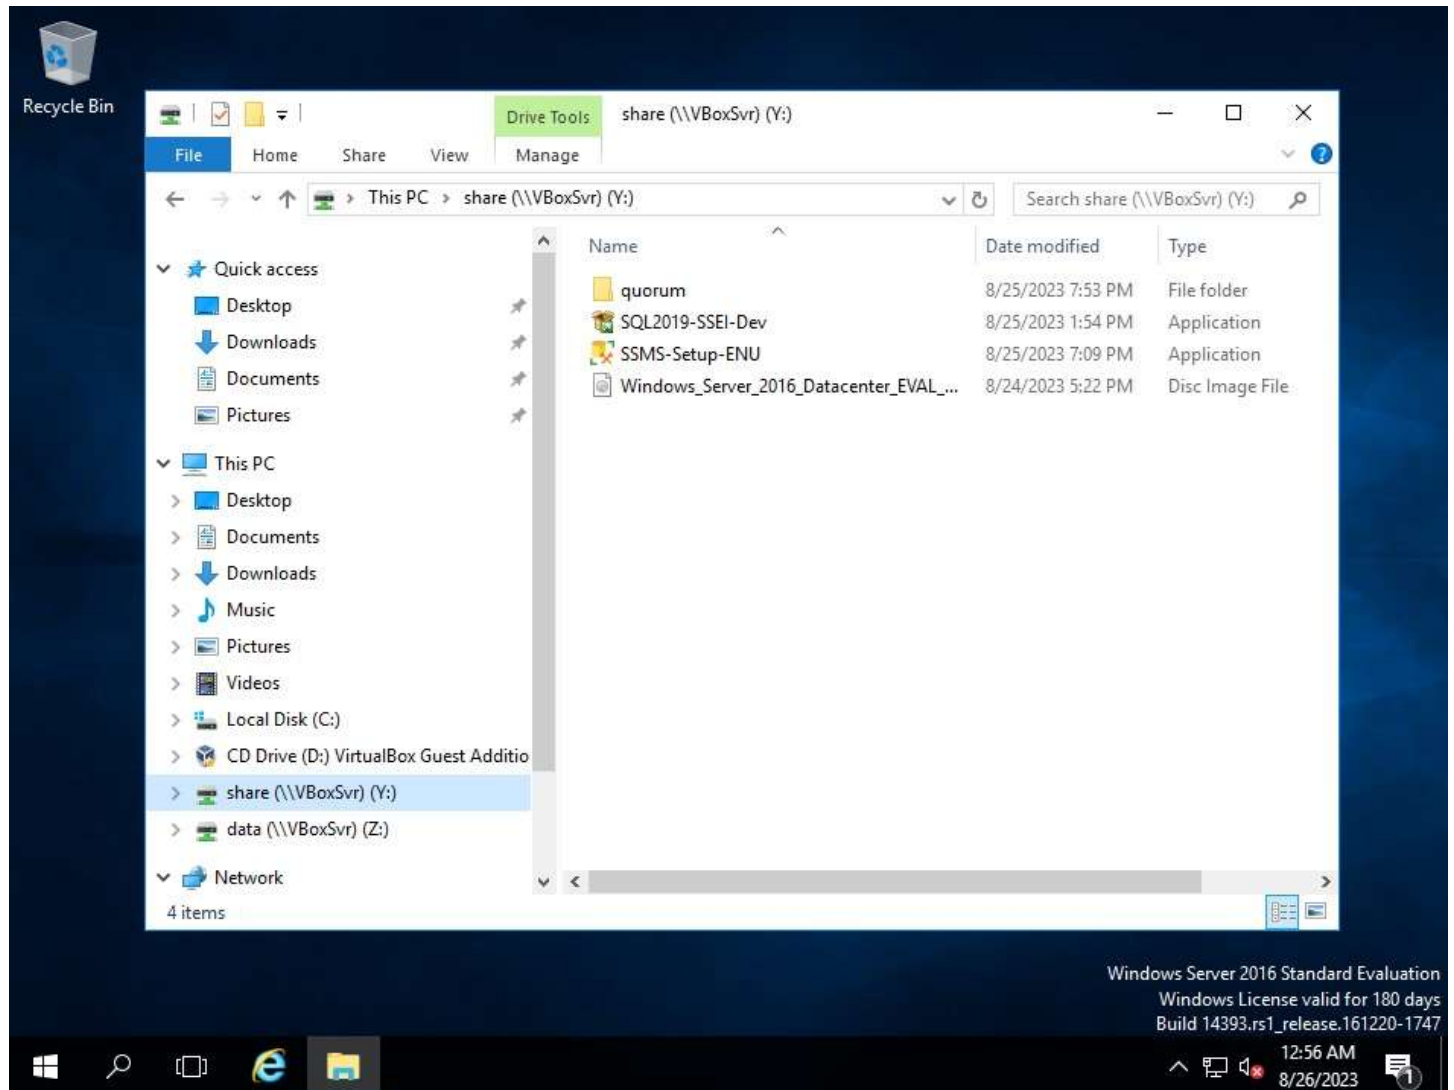 Recycle Bin
Drive Tools
share (\\VBoxSvr) (Y:)
File
Home
Share
View
Manage
This PC > share (\\VBoxSvr) (Y:)
Search share (\\VBoxSvr) (Y:)
Quick access
Desktop
Downloads
Documents
Pictures
This PC
Desktop
Documents
Downloads
Music
Pictures
Videos
Local Disk (C:)
CD Drive (D:) VirtualBox Guest Additio
share (\\VBoxSvr) (Y:)
data (\\VBoxSvr) (Z:)
Network
Name Date modified Type
quorum 8/25/2023 7:53 PM File folder
SQL2019-SSEI-Dev 8/25/2023 1:54 PM Application
SSMS-Setup-ENU 8/25/2023 7:09 PM Application
Windows_Server_2016_Datacenter_EVAL_... 8/24/2023 5:22 PM Disc Image File
4 items
Windows Server 2016 Standard Evaluation
Windows License valid for 180 days
Build 14393.rs1_release.161220-1747
12:56 AM
8/26/2023
1